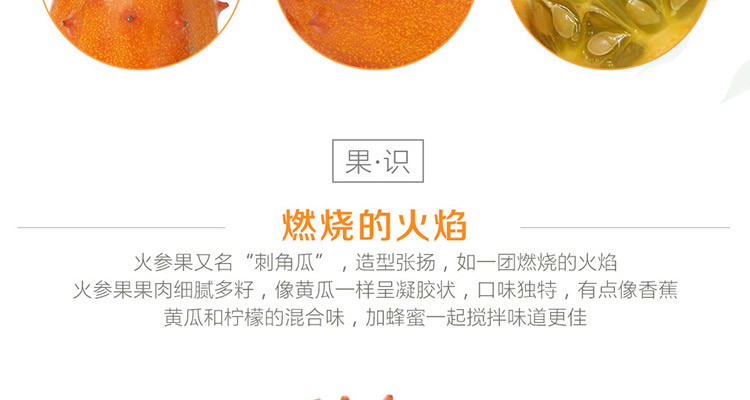 果·识
燃烧的火焰
火参果又名“刺角瓜”，造型张扬，如一团燃烧的火焰
火参果果肉细腻多籽，像黄瓜一样呈凝胶状，口味独特，有点像香蕉
黄瓜和柠檬的混合味，加蜂蜜一起搅拌味道更佳